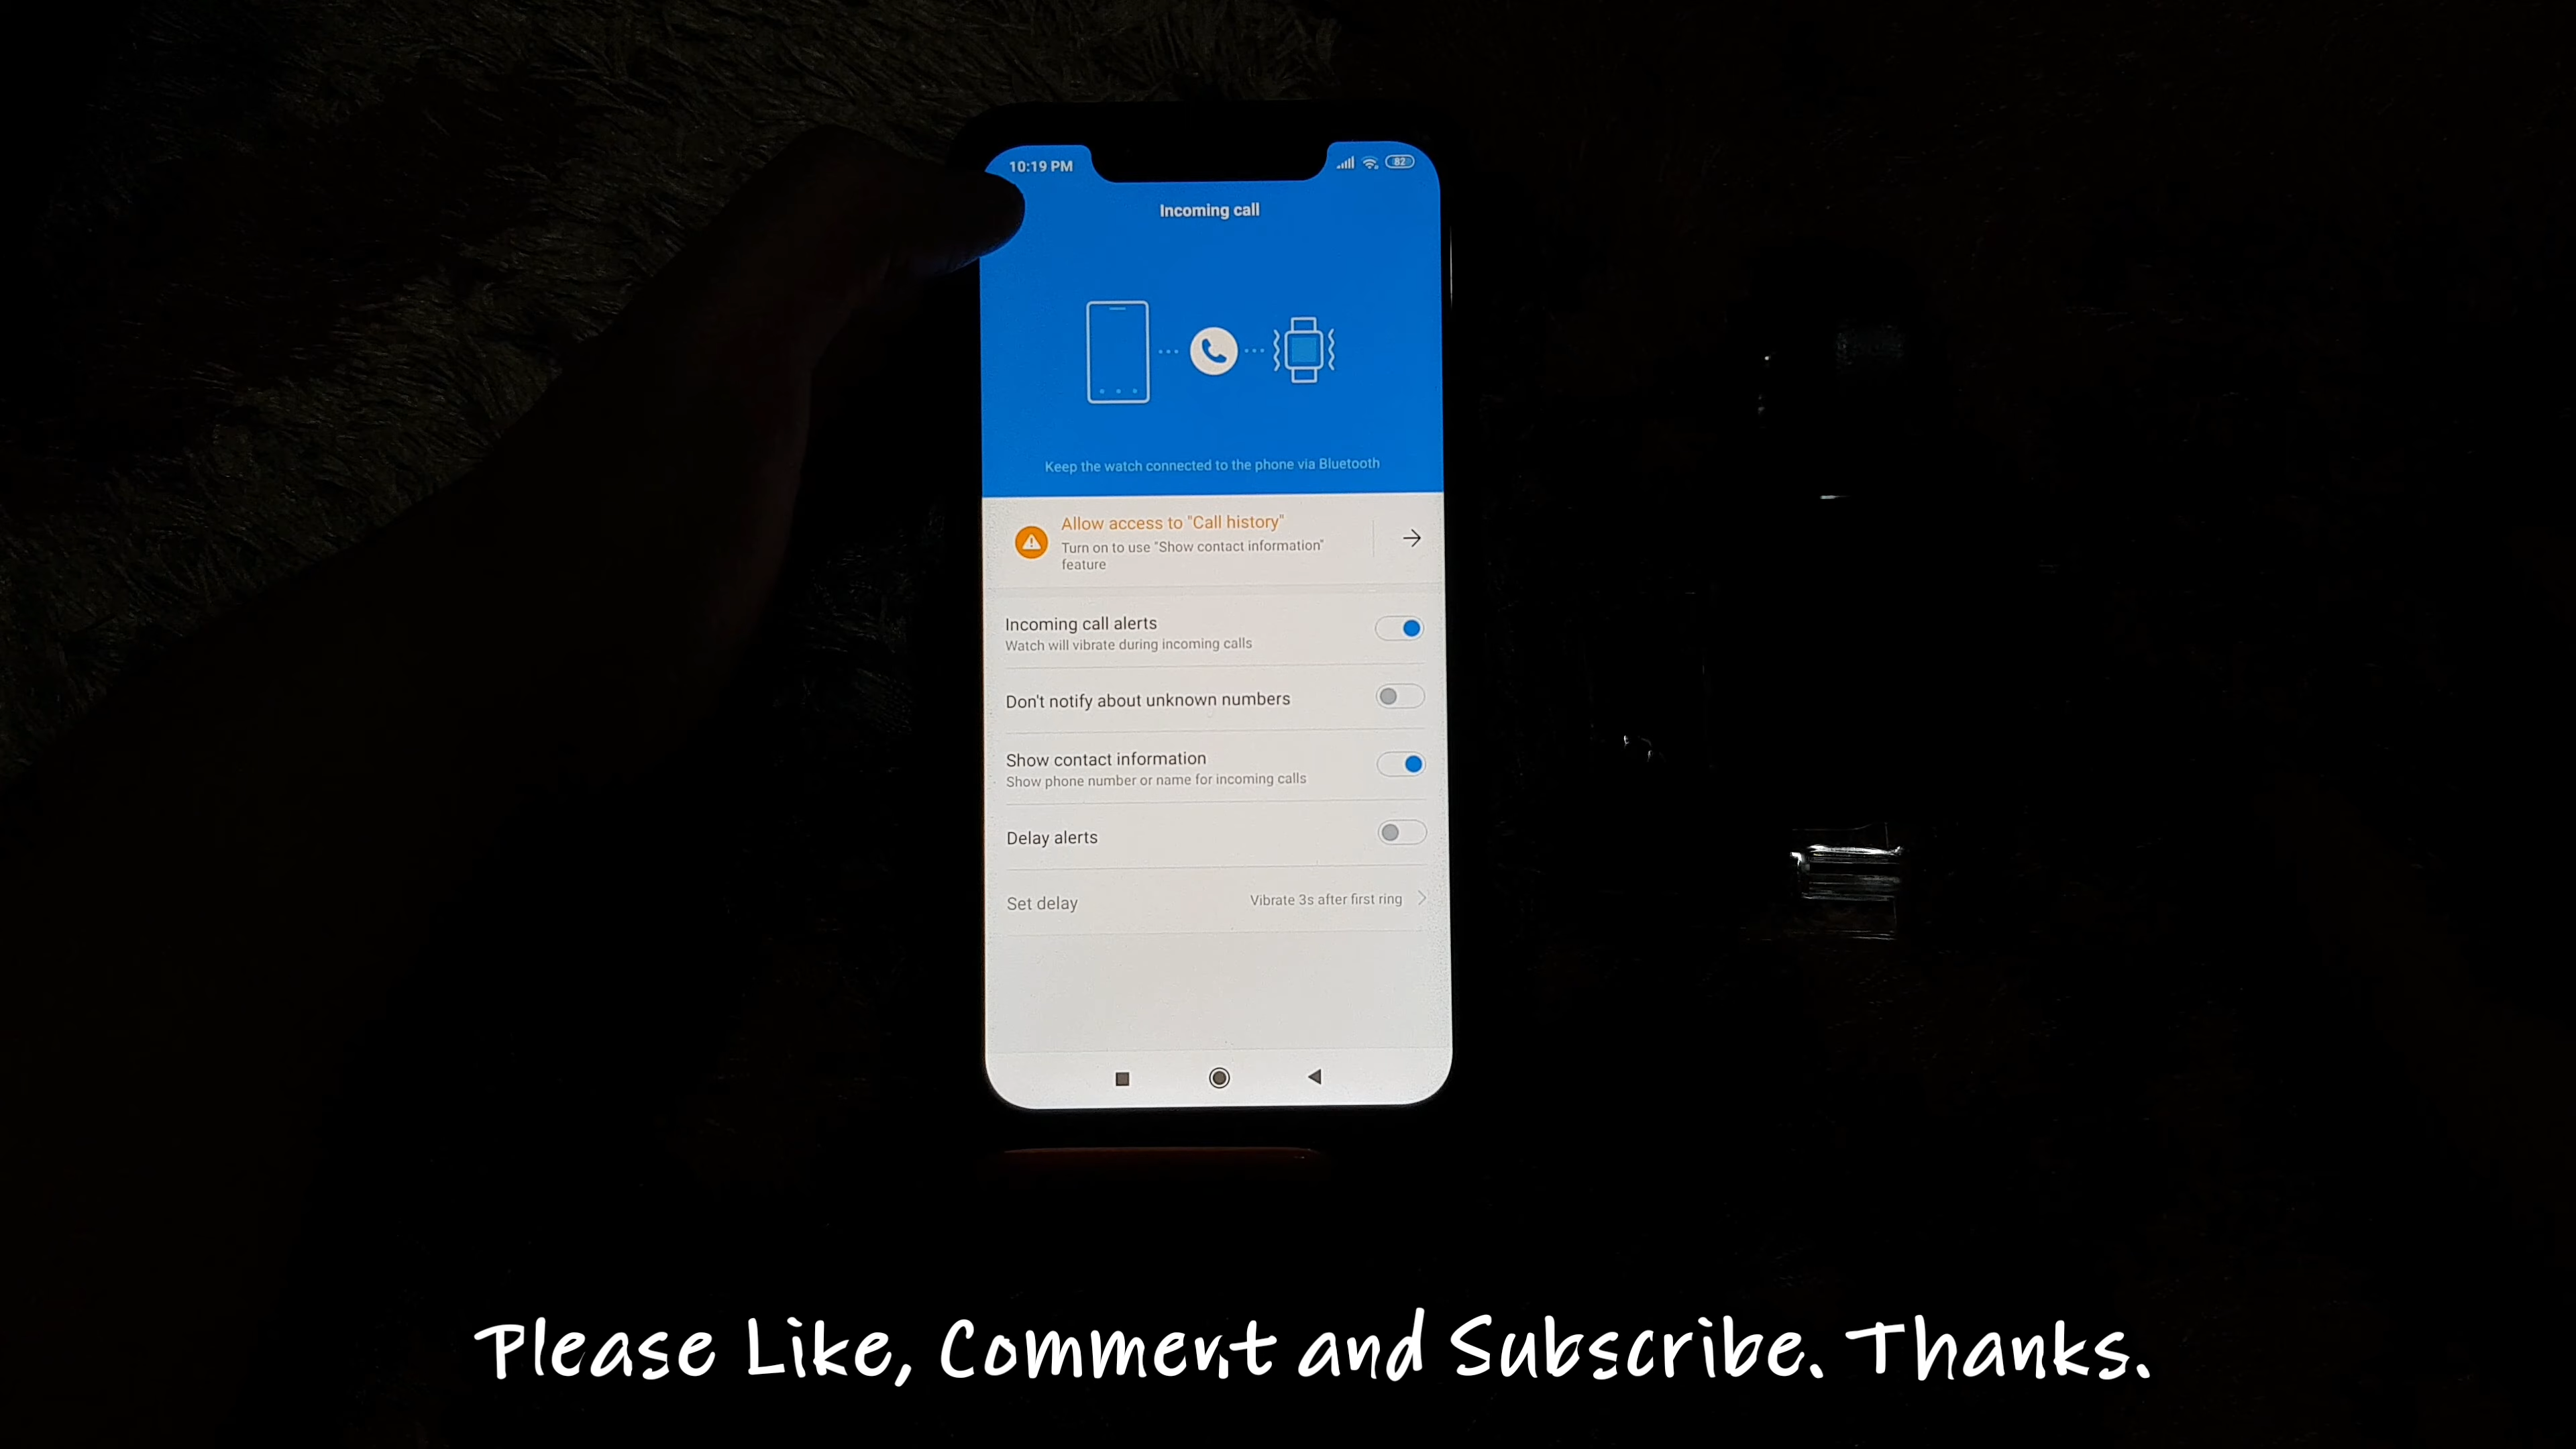 10:19 PM
82
Incoming call
Keep the watch connected to the phone via Bluetooth
Allow access to "Call history"
Turn on to use "Show contact information"
feature
Incoming call alerts
Watch will vibrate during incoming calls
Don't notify about unknown numbers
Show contact information
Show phone number or name for incoming calls
Delay alerts
Set delay
Vibrate 3s after first ring
Please Like, Comment and Subscribe. Thanks.